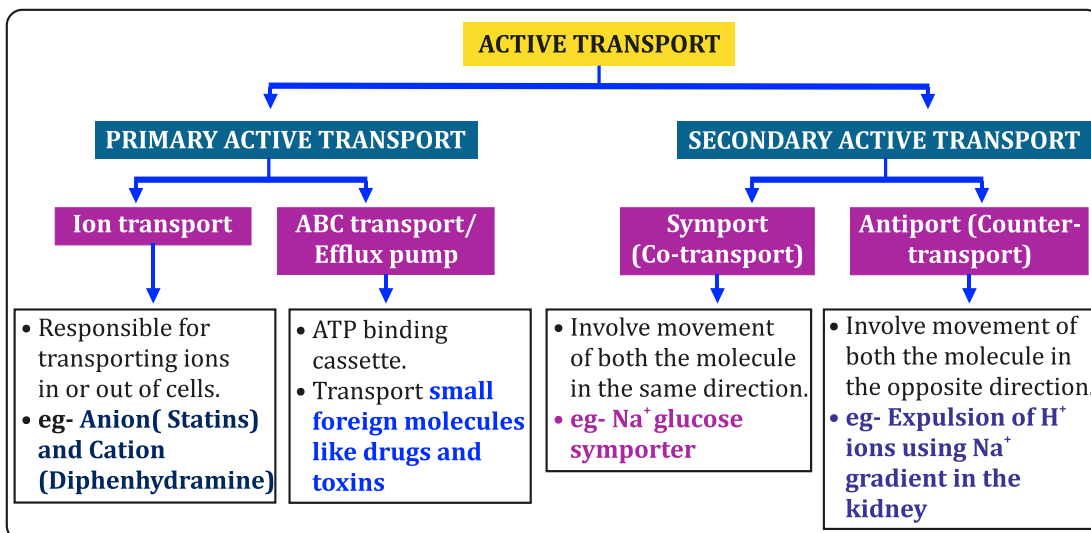 ACTIVE TRANSPORT
PRIMARY ACTIVE TRANSPORT
SECONDARY ACTIVE TRANSPORT
Ion transport
ABC transport/
Efflux pump
Symport
(Co-transport)
Antiport (Counter-
transport)
• Responsible for
transporting ions
in or out of cells.
• eg- Anion( Statins)
and Cation
(Diphenhydramine)
• ATP binding
cassette.
• Transport small
foreign molecules
like drugs and
toxins
• Involve movement
of both the molecule
in the same direction.
• eg- Na⁺ glucose
symporter
• Involve movement of
both the molecule in
the opposite direction.
• eg- Expulsion of H⁺
ions using Na⁺
gradient in the
kidney